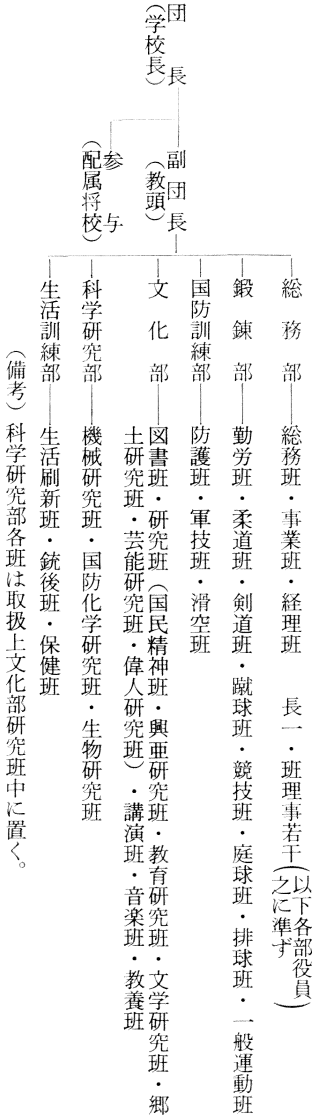 団長
(学校長)
副団長
(教頭)
参与
(配属将校)
総務部 総務班・事業班・経理班 長一・班理事若干(以下各部役員之に準ず)
鍛錬部 勤労班・柔道班・剣道班・蹴球班・競技班・庭球班・排球班・一般運動班
国防訓練部 防護班・軍技班・滑空班
文化部 図書班・研究班(国民精神班・興亜研究班・教育研究班・文学研究班・郷
土研究班・芸能研究班・偉人研究班)・講演班・音楽班・教養班
科学研究部 機械研究班・国防化学研究班・生物研究班
生活訓練部 生活刷新班・銃後班・保健班
(備考) 科学研究部各班は取扱上文化部研究班中に置く。